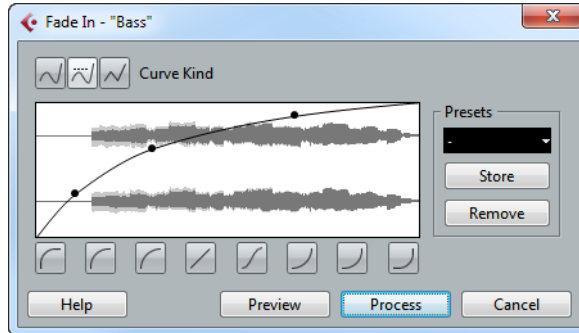 Fade In - "Bass"
Curve Kind
Presets
-
Store
Remove
Help
Preview
Process
Cancel